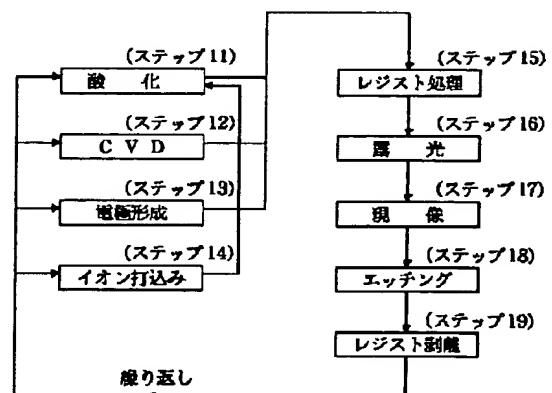 (ステップ11)
酸 化
(ステップ12)
C V D
(ステップ13)
電極形成
(ステップ14)
イオン打込み
繰り返し
(ステップ15)
レジスト処理
(ステップ16)
露 光
(ステップ17)
現 像
(ステップ18)
エッチング
(ステップ19)
レジスト剥離